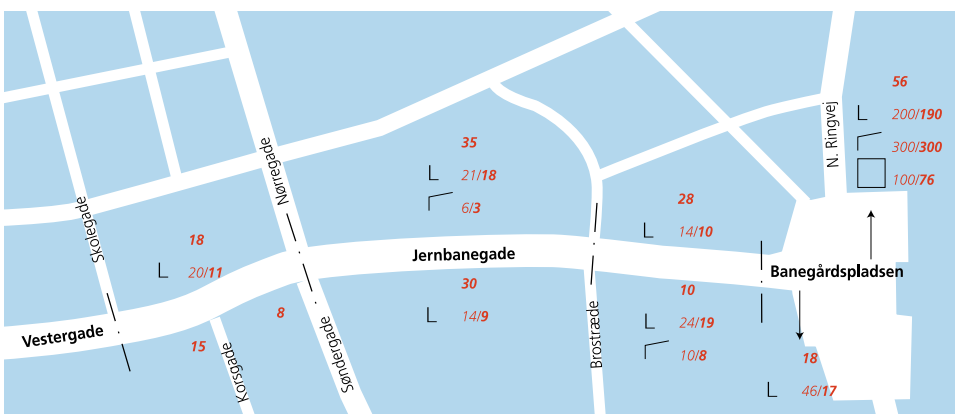 56
200/190
300/300
100/76
N. Ringvej
35
21/18
6/3
Nørregade
28
14/10
Skolegade
18
20/11
Jernbanegade
Banegårdspladsen
30
14/9
10
24/19
10/8
8
Vestergade
15
Korsgade
Søndergade
Brostræde
18
46/17